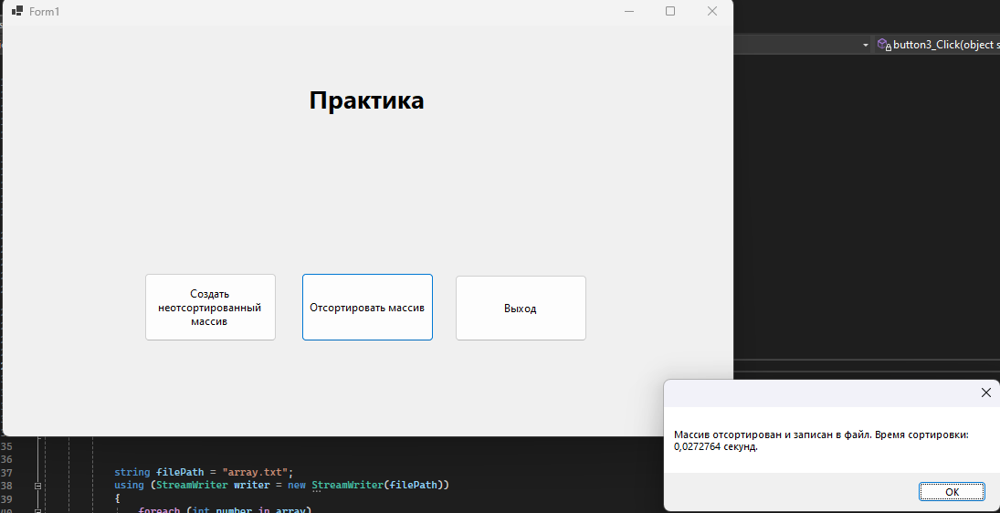 Form1
button3_Click(object s
Практика
Создать
неотсортированный
массив
Отсортировать массив
Выход
Массив отсортирован и записан в файл. Время сортировки:
0,0272764 секунд.
ОК
35
36
37 string filePath = "array.txt";
38 using (StreamWriter writer = new StreamWriter(filePath))
39 {
40 foreach (int number in array)